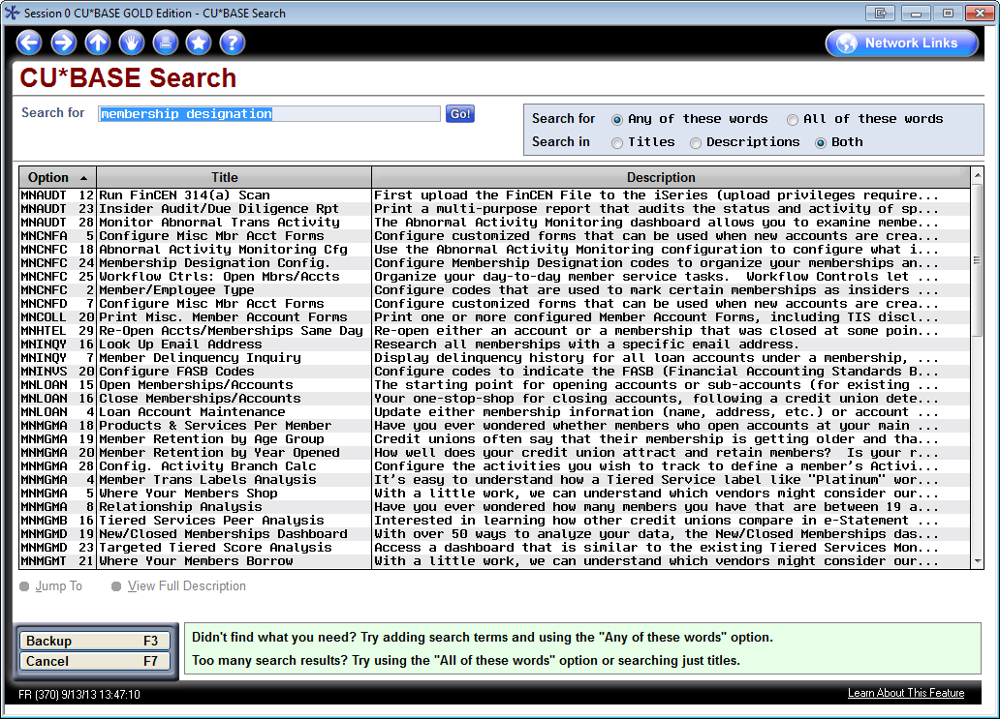 Session 0 CU*BASE GOLD Edition - CU*BASE Search
Network Links
CU*BASE Search
Search for membership designation Go!
Search for Any of these words All of these words
Search in Titles Descriptions Both
Option Title Description
MNAUDT 12 Run FinCEN 314(a) Scan First upload the FinCEN File to the iSeries (upload privileges require...
MNAUDT 23 Insider Audit/Due Diligence Rpt Print a multi-purpose report that audits the status and activity of sp...
MNAUDT 28 Monitor Abnormal Trans Activity The Abnormal Activity Monitoring dashboard allows you to examine membe...
MNCNFA 5 Configure Misc Mbr Acct Forms Configure customized forms that can be used when new accounts are crea...
MNCNFC 18 Abnormal Activity Monitoring Cfg Use the Abnormal Activity Monitoring configuration to configure what i...
MNCNFC 24 Membership Designation Config. Configure Membership Designation codes to organize your memberships an...
MNCNFC 25 Workflow Ctrls: Open Mbrs/Accts Organize your day-to-day member service tasks. Workflow Controls let ...
MNCNFC 2 Member/Employee Type Configure codes that are used to mark certain memberships as insiders ...
MNCNFD 7 Configure Misc Mbr Acct Forms Configure customized forms that can be used when new accounts are crea...
MNCOLL 20 Print Misc. Member Account Forms Print one or more configured Member Account Forms, including TIS discl...
MNHTEL 29 Re-Open Accts/Memberships Same Day Re-open either an account or a membership that was closed at some poin...
MNINQY 16 Look Up Email Address Research all memberships with a specific email address.
MNINQY 7 Member Delinquency Inquiry Display delinquency history for all loan accounts under a membership, ...
MNINVS 20 Configure FASB Codes Configure codes to indicate the FASB (Financial Accounting Standards B...
MNLOAN 15 Open Memberships/Accounts The starting point for opening accounts or sub-accounts (for existing ...
MNLOAN 16 Close Memberships/Accounts Your one-stop-shop for closing accounts, following a credit union dete...
MNLOAN 4 Loan Account Maintenance Update either membership information (name, address, etc.) or account ...
MNMGMA 18 Products & Services Per Member Have you ever wondered whether members who open accounts at your main ...
MNMGMA 19 Member Retention by Age Group Credit unions often say that their membership is getting older and tha...
MNMGMA 20 Member Retention by Year Opened How well does your credit union attract and retain members? Is your r...
MNMGMA 28 Config. Activity Branch Calc Configure the activities you wish to track to define a member's Activi...
MNMGMA 4 Member Trans Labels Analysis It's easy to understand how a Tiered Service label like "Platinum" wor...
MNMGMA 5 Where Your Members Shop With a little work, we can understand which vendors might consider our...
MNMGMA 8 Relationship Analysis Have you ever wondered how many members you have that are between 19 a...
MNMGMB 16 Tiered Services Peer Analysis Interested in learning how other credit unions compare in e-Statement ...
MNMGMD 19 New/Closed Memberships Dashboard With over 50 ways to analyze your data, the New/Closed Memberships das...
MNMGMD 23 Targeted Tiered Score Analysis Access a dashboard that is similar to the existing Tiered Services Mon...
MNMGMT 21 Where Your Members Borrow With a little work, we can understand which vendors might consider our...
Jump To View Full Description
Backup F3
Cancel F7
Didn't find what you need? Try adding search terms and using the "Any of these words" option.
Too many search results? Try using the "All of these words" option or searching just titles.
FR (370) 9/13/13 13:47:10
Learn About This Feature